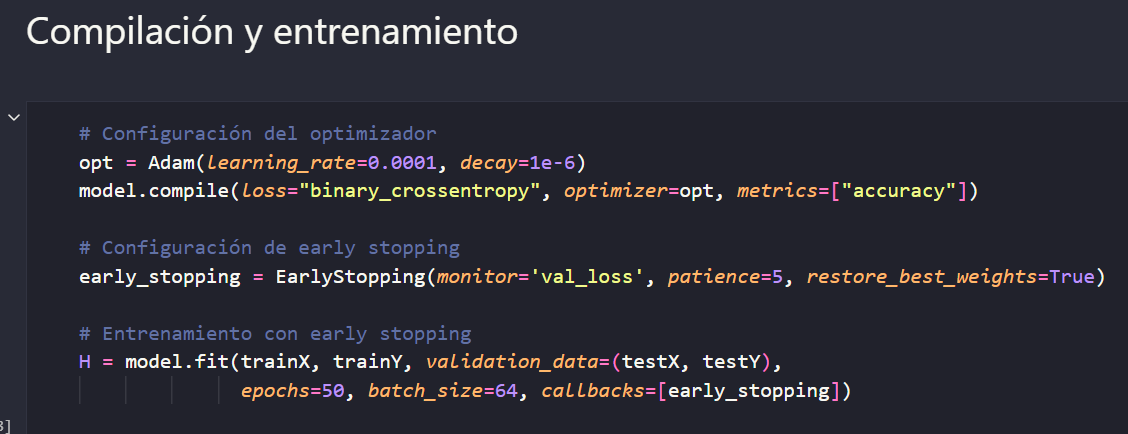 Compilación y entrenamiento
# Configuración del optimizador
opt = Adam(learning_rate=0.0001, decay=1e-6)
model.compile(loss="binary_crossentropy", optimizer=opt, metrics=["accuracy"])
# Configuración de early stopping
early_stopping = EarlyStopping(monitor='val_loss', patience=5, restore_best_weights=True)
# Entrenamiento con early stopping
H = model.fit(trainX, trainY, validation_data=(testX, testY),
epochs=50, batch_size=64, callbacks=[early_stopping])